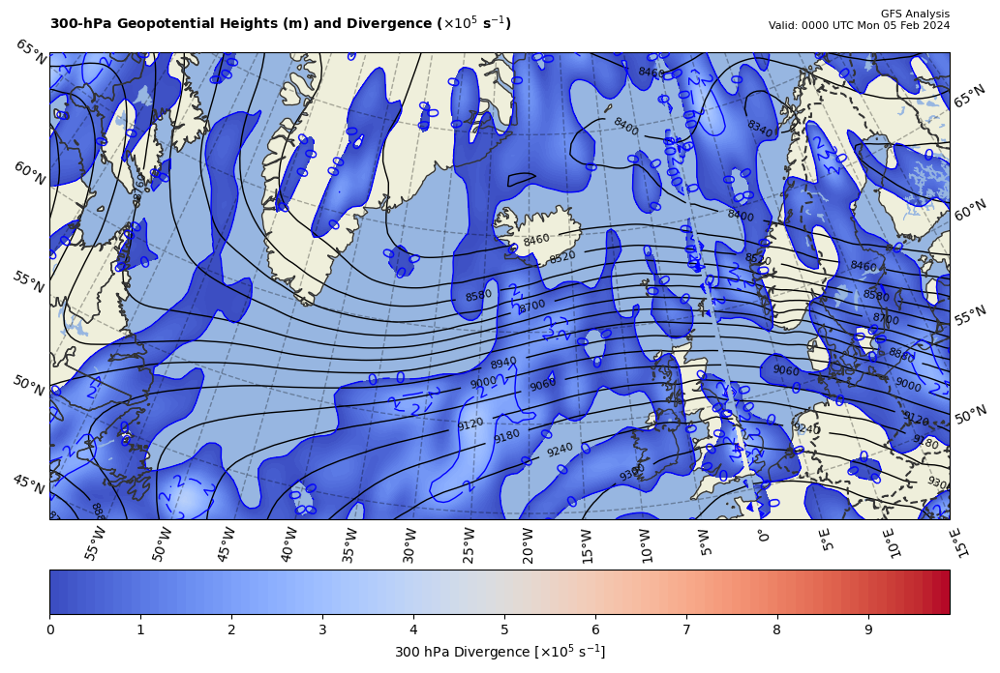 300-hPa Geopotential Heights (m) and Divergence (×10⁵ s⁻¹)
GFS Analysis
Valid: 0000 UTC Mon 05 Feb 2024
65°N
60°N
55°N
50°N
45°N
65°N
60°N
55°N
50°N
8460
8400
8340
8400
8460
8520
8520
8460
8580
8580
8700
8700
8940
8880
9000
9060
9060
9000
9120
9180
9240
9240
9120
9180
9300
55°W
50°W
45°W
40°W
35°W
30°W
25°W
20°W
15°W
10°W
5°W
0°
5°E
10°E
15°E
0 1 2 3 4 5 6 7 8 9
300 hPa Divergence [×10⁵ s⁻¹]